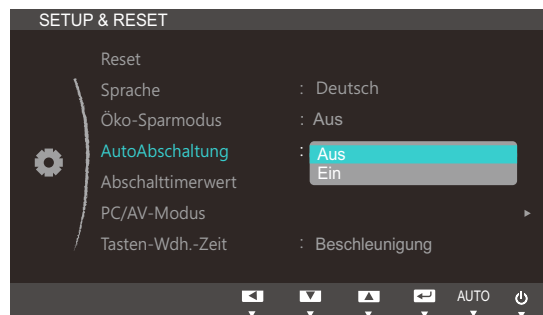 SETUP & RESET
Reset
Sprache : Deutsch
Öko-Sparmodus : Aus
AutoAbschaltung : Aus
Ein
Abschalttimerwert
PC/AV-Modus
Tasten-Wdh.-Zeit : Beschleunigung
AUTO